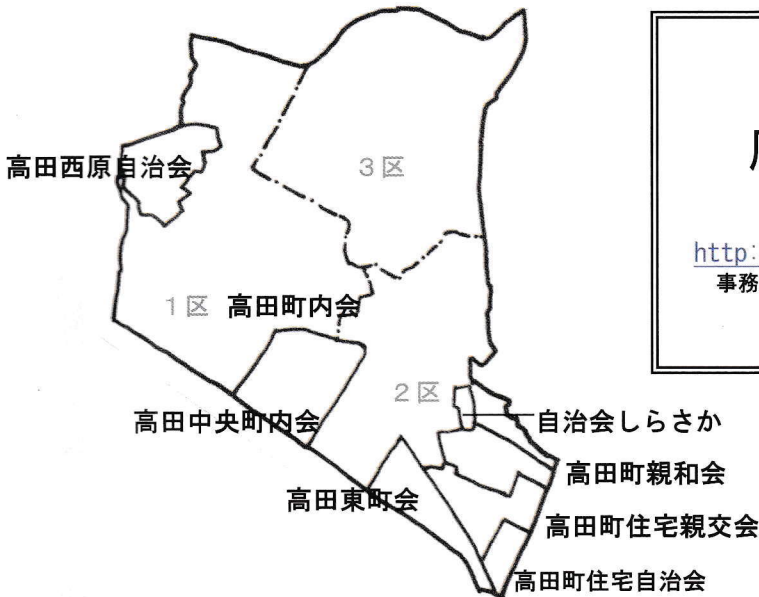 高田西原自治会
3区
1区
高田町内会
2区
高田中央町内会
自治会しらさか
高田町親和会
高田東町会
高田町住宅親交会
高田町住宅自治会
http:
事務